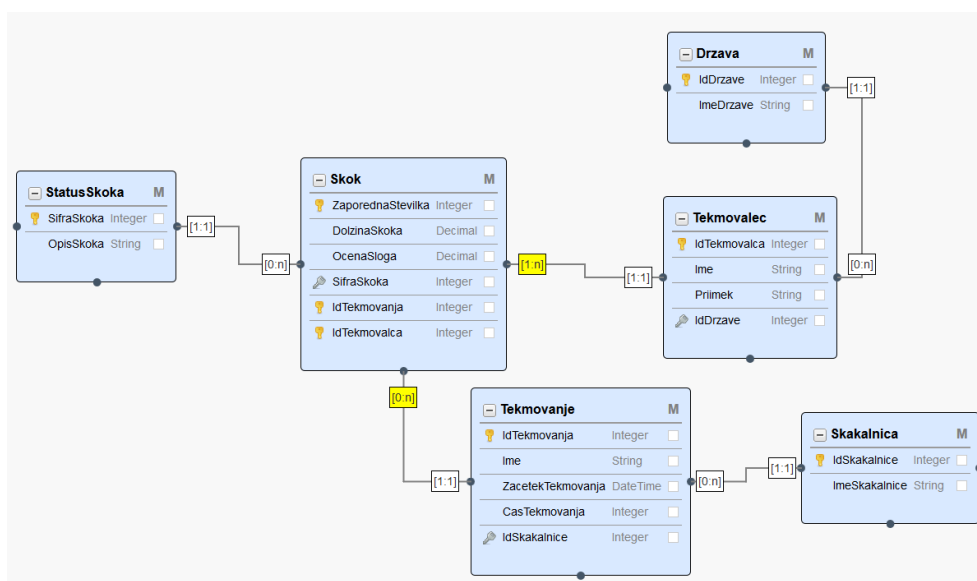 Drzava M
IdDrzave Integer
ImeDrzave String
[1:1]
[0:n]
StatusSkoka M
SifraSkoka Integer
OpisSkoka String
[1:1]
[0:n]
Skok M
ZaporednaStevilka Integer
DolzinaSkoka Decimal
OcenaSloga Decimal
SifraSkoka Integer
IdTekmovanja Integer
IdTekmovalca Integer
[1:n]
[1:1]
Tekmovalec M
IdTekmovalca Integer
Ime String
Priimek String
IdDrzave Integer
[0:n]
[1:1]
Tekmovanje M
IdTekmovanja Integer
Ime String
ZacetekTekmovanja DateTime
CasTekmovanja Integer
IdSkakalnice Integer
[0:n]
[1:1]
Skakalnica M
IdSkakalnice Integer
ImeSkakalnice String